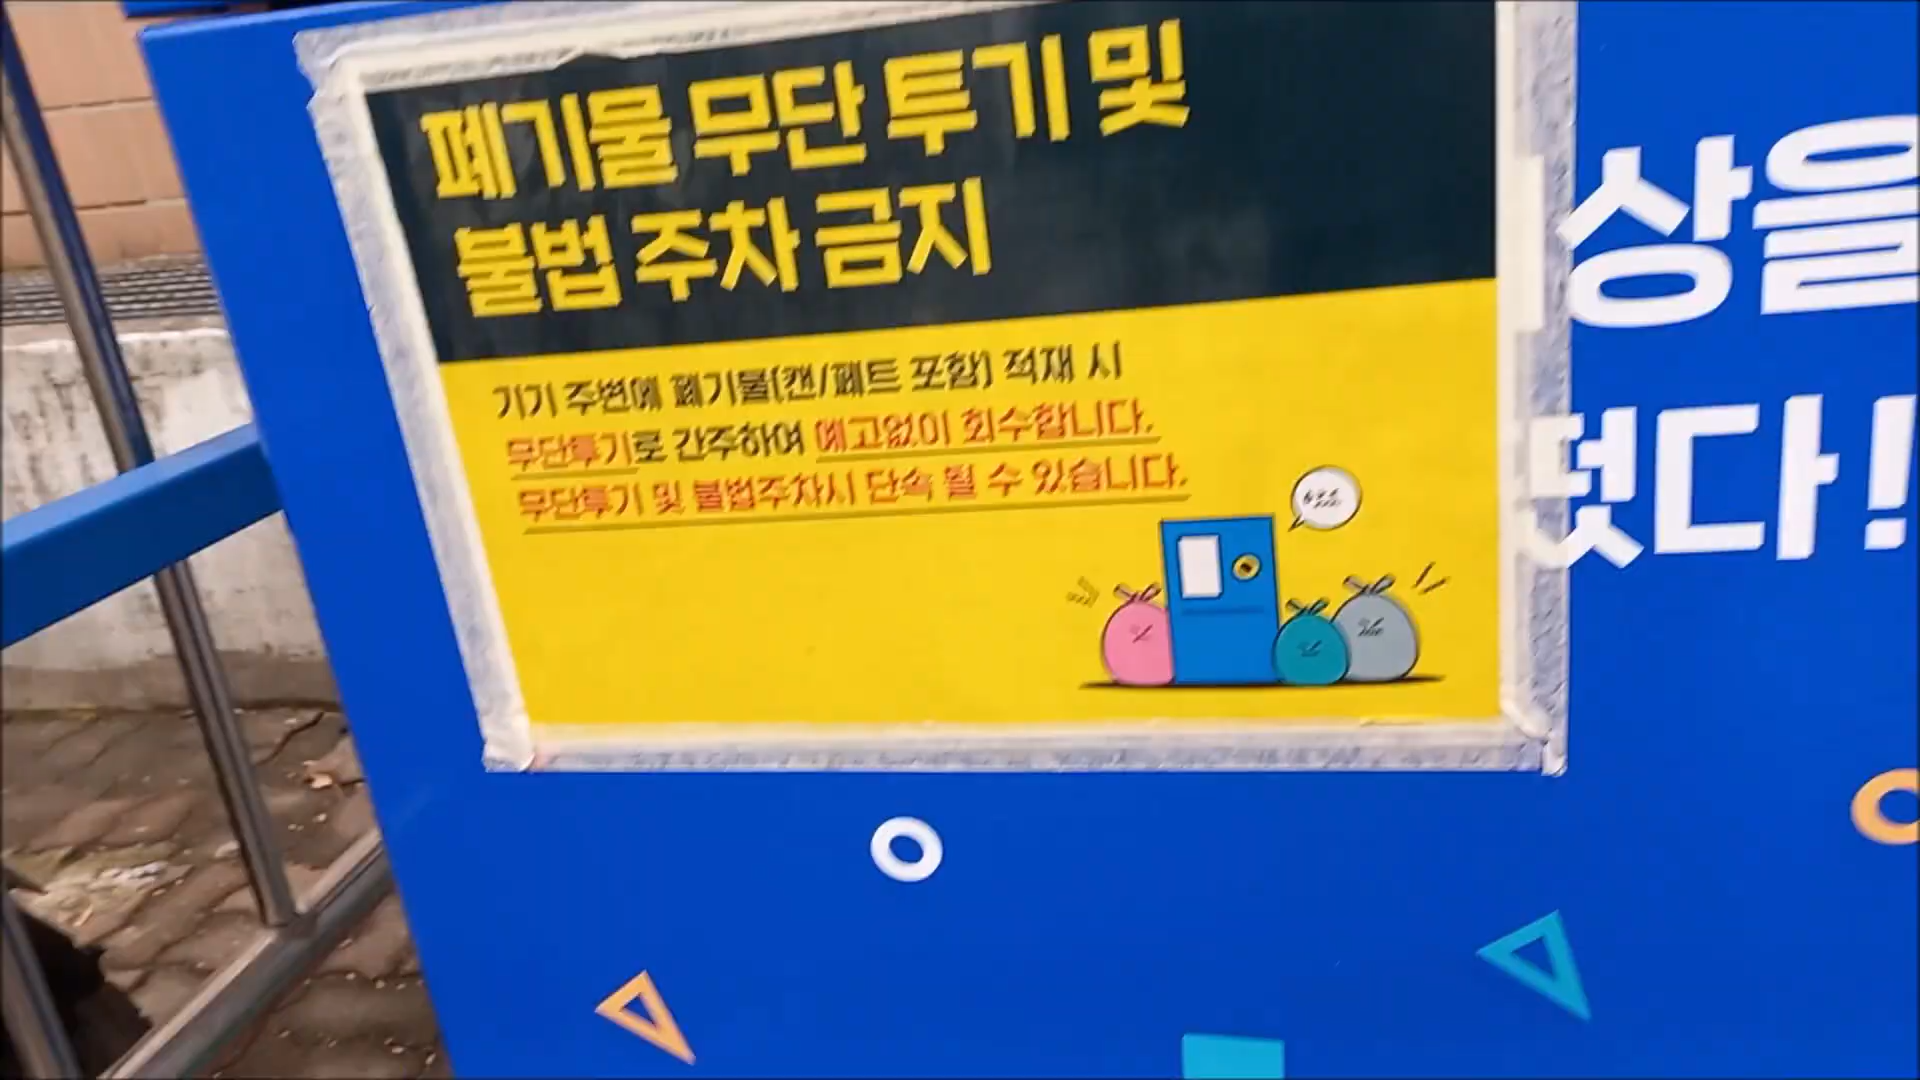 폐기물 무단 투기 및
불법 주차 금지
기기 주변에 폐기물(캔/페트 포함) 적재 시
무단투기로 간주하여 예고없이 회수합니다.
무단투기 및 불법주차시 단속 될 수 있습니다.
상을
다!